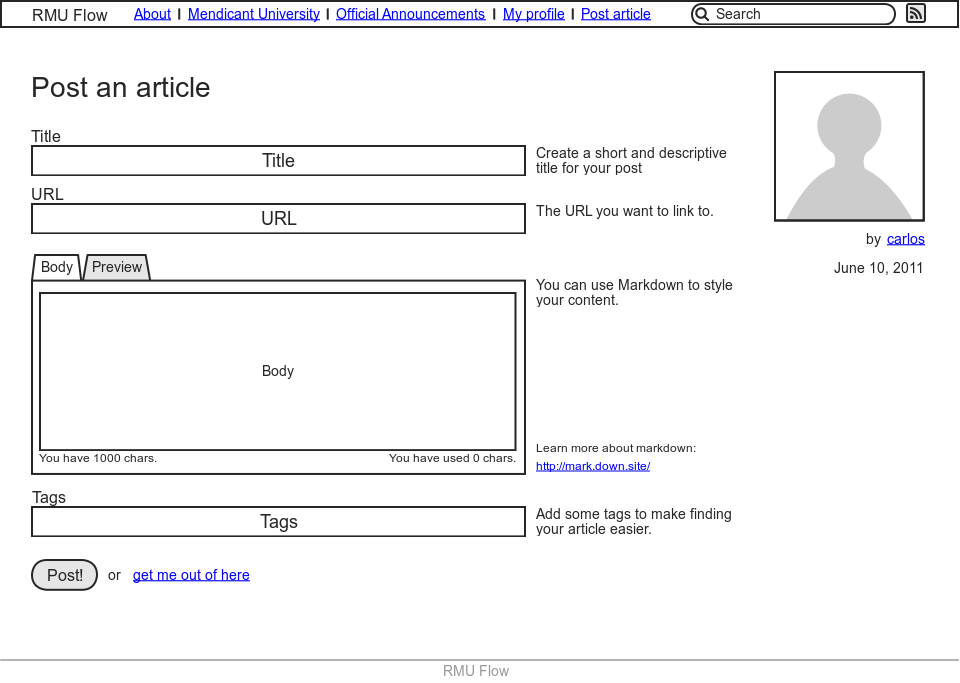 RMU Flow About | Mendicant University | Official Announcements | My profile | Post article Search
Post an article
Title
Title
Create a short and descriptive
title for your post
URL
URL
The URL you want to link to.
by carlos
June 10, 2011
Body Preview
You can use Markdown to style
your content.
Body
You have 1000 chars. You have used 0 chars.
Learn more about markdown:
http://mark.down.site/
Tags
Tags
Add some tags to make finding
your article easier.
Post! or get me out of here
RMU Flow